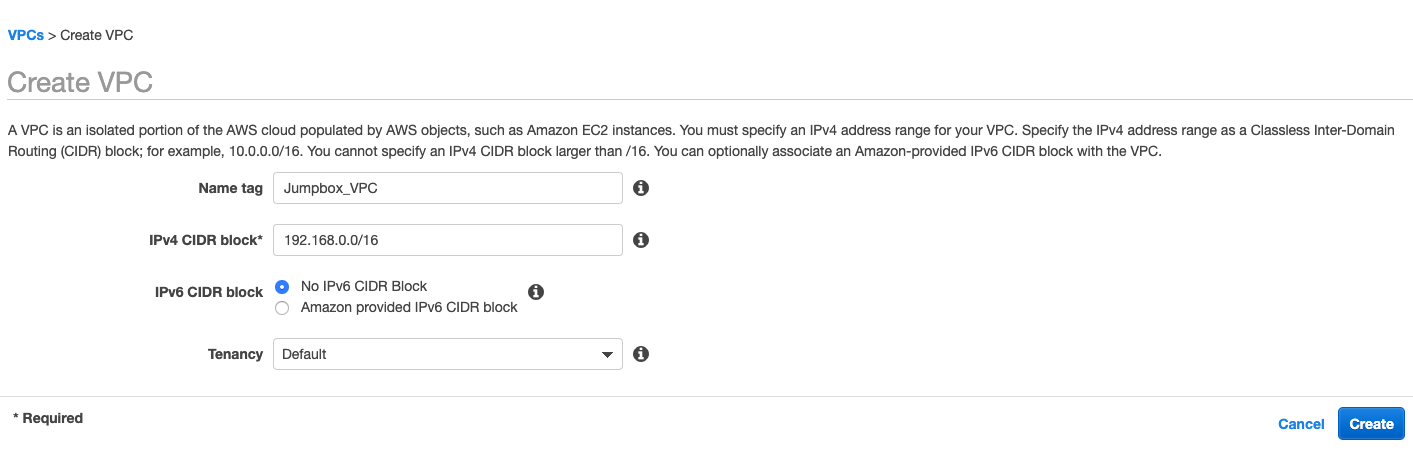 VPCs > Create VPC
Create VPC
A VPC is an isolated portion of the AWS cloud populated by AWS objects, such as Amazon EC2 instances. You must specify an IPv4 address range for your VPC. Specify the IPv4 address range as a Classless Inter-Domain
Routing (CIDR) block; for example, 10.0.0.0/16. You cannot specify an IPv4 CIDR block larger than /16. You can optionally associate an Amazon-provided IPv6 CIDR block with the VPC.
Name tag Jumpbox_VPC
IPv4 CIDR block* 192.168.0.0/16
IPv6 CIDR block No IPv6 CIDR Block
Amazon provided IPv6 CIDR block
Tenancy Default
* Required
Cancel Create